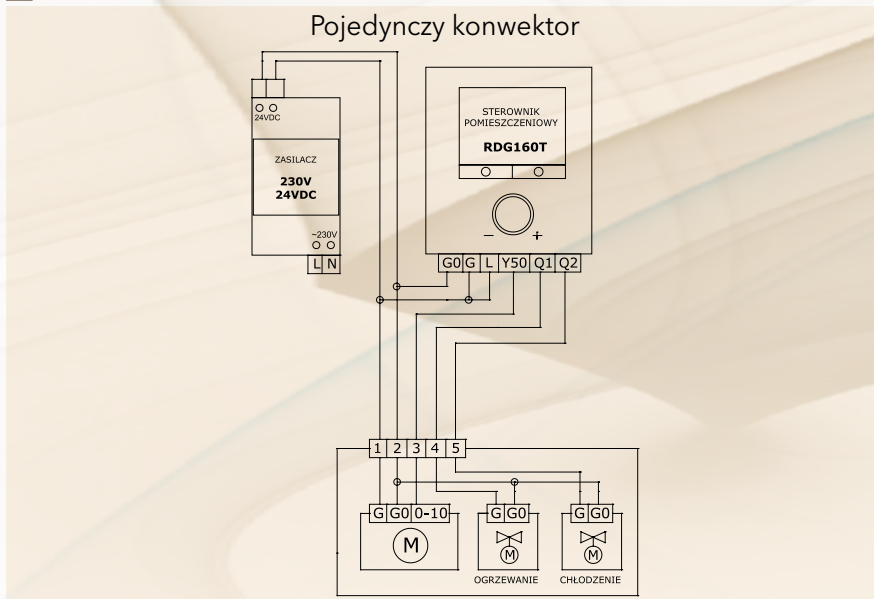 Pojedynczy konwektor
24VDC
ZASILACZ
230V
24VDC
~230V
L N
STEROWNIK
POMIESZCZENIOWY
RDG160T
− +
G0 G L Y50 Q1 Q2
1 2 3 4 5
G G0 0-10
M
G G0
M
OGRZEWANIE
G G0
M
CHŁODZENIE